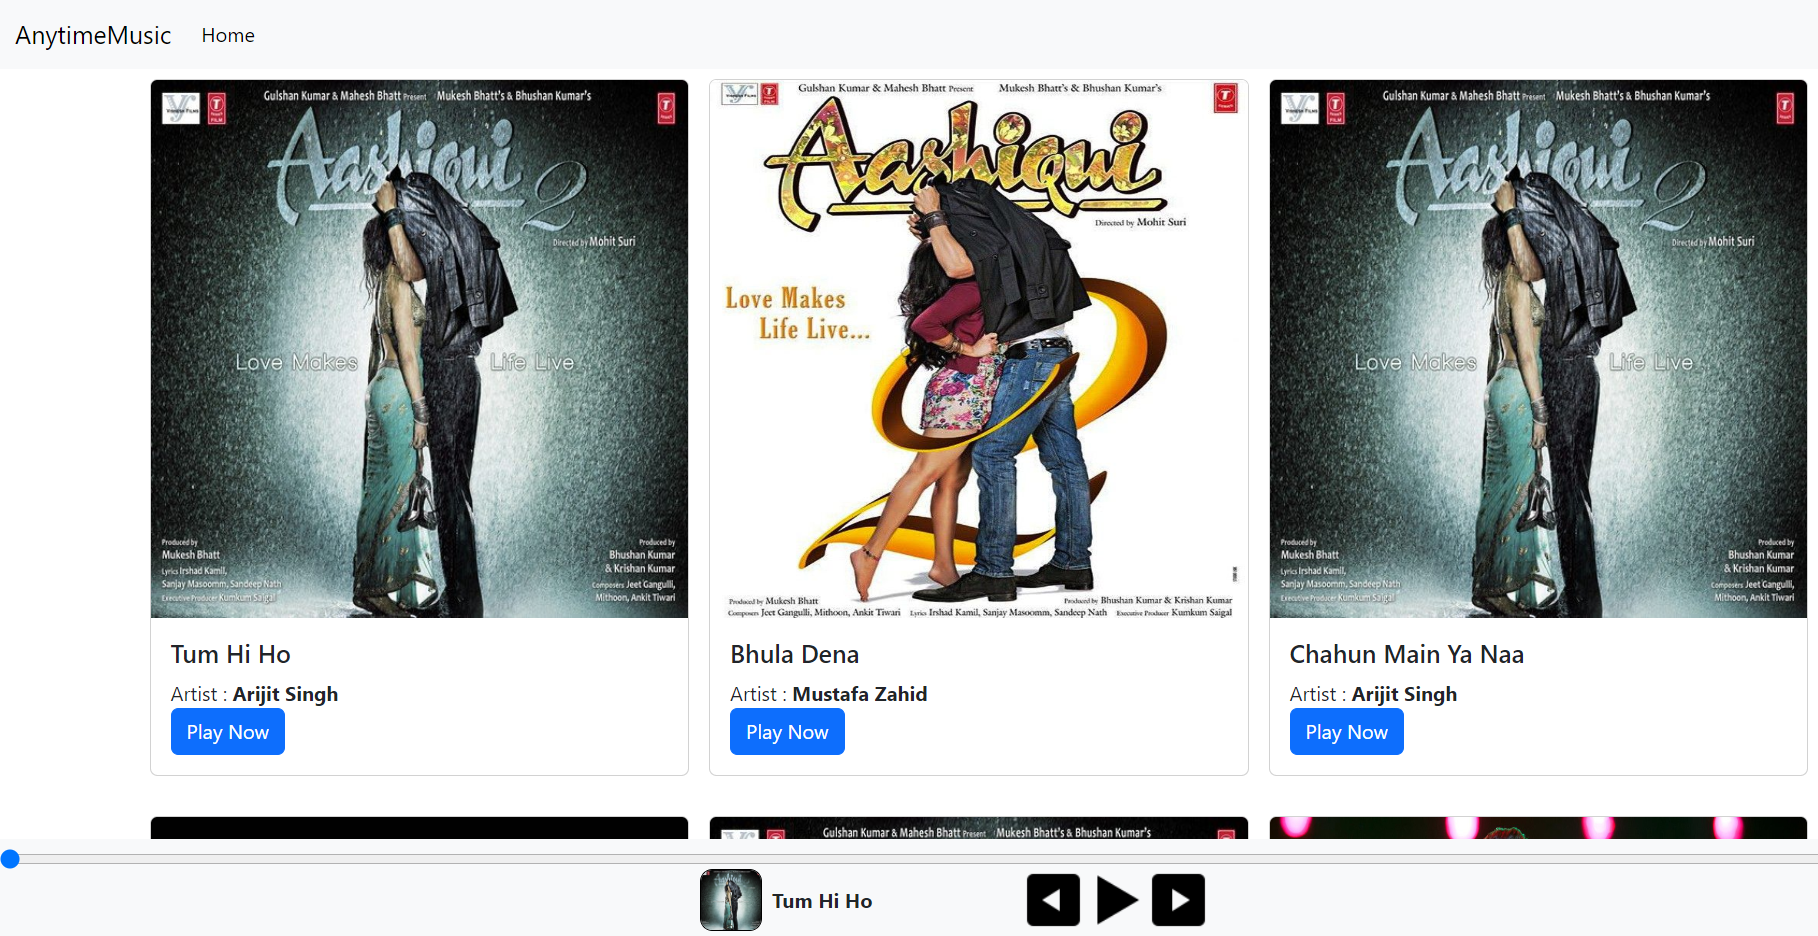 AnytimeMusic Home
Gulshan Kumar & Mahesh Bhatt Present Mukesh Bhatt's & Bhushan Kumar's
Aashiqui 2
Directed by Mohit Suri
Love Makes Life Live
Produced by
Mukesh Bhatt
Lyrics Irshad Kamil,
Sanjay Masoomm, Sandeep Nath
Executive Producer Kumkum Saigal
Produced by
Bhushan Kumar
& Krishan Kumar
Composers Jeet Gangulli,
Mithoon, Ankit Tiwari
Tum Hi Ho
Artist : Arijit Singh
Play Now
Gulshan Kumar & Mahesh Bhatt Present Mukesh Bhatt's & Bhushan Kumar's
Aashiqui 2
Directed by Mohit Suri
Love Makes
Life Live...
Produced by Mukesh Bhatt Produced by Bhushan Kumar & Krishan Kumar
Composers Jeet Gangulli, Mithoon, Ankit Tiwari Lyrics Irshad Kamil, Sanjay Masoomm, Sandeep Nath Executive Producer Kumkum Saigal
Bhula Dena
Artist : Mustafa Zahid
Play Now
Gulshan Kumar & Mahesh Bhatt Present Mukesh Bhatt's & Bhushan Kumar's
Aashiqui 2
Directed by Mohit Suri
Love Makes Life Live
Produced by
Mukesh Bhatt
Lyrics Irshad Kamil,
Sanjay Masoomm, Sandeep Nath
Executive Producer Kumkum Saigal
Produced by
Bhushan Kumar
& Krishan Kumar
Composers Jeet Gangulli,
Mithoon, Ankit Tiwari
Chahun Main Ya Naa
Artist : Arijit Singh
Play Now
Gulshan Kumar & Mahesh Bhatt Present Mukesh Bhatt's & Bhushan Kumar's
Tum Hi Ho